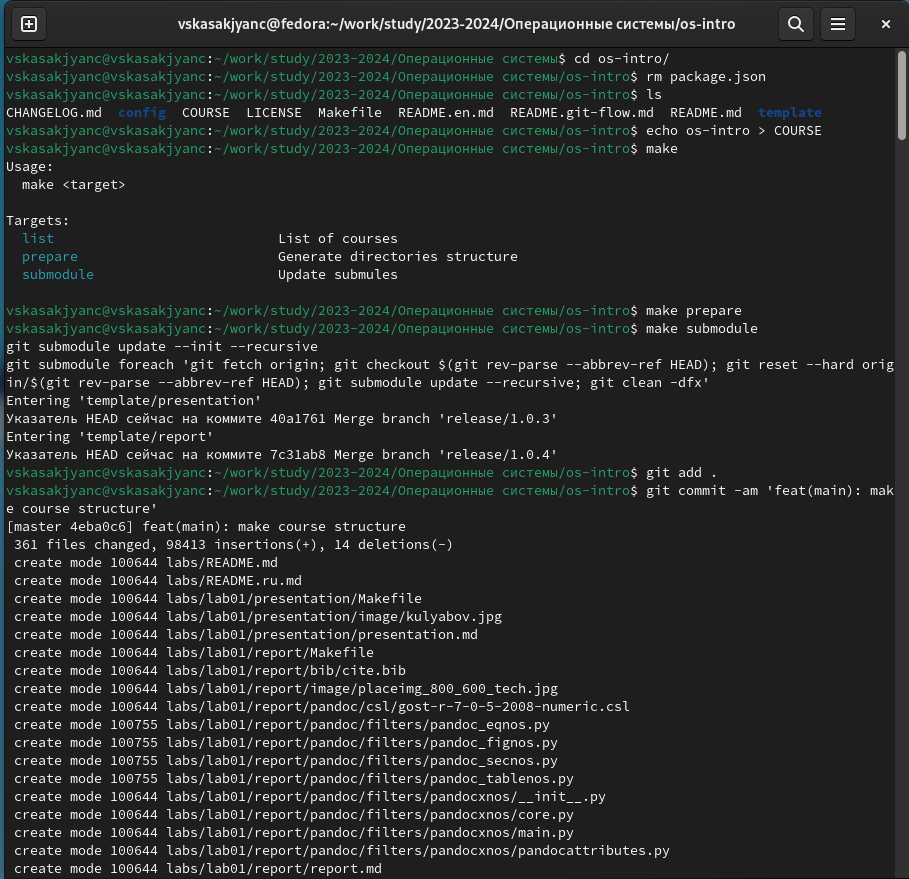 vskasakjyanc@fedora:~/work/study/2023-2024/Операционные системы/os-intro
vskasakjyanc@vskasakjyanc:~/work/study/2023-2024/Операционные системы$ cd os-intro/
vskasakjyanc@vskasakjyanc:~/work/study/2023-2024/Операционные системы/os-intro$ rm package.json
vskasakjyanc@vskasakjyanc:~/work/study/2023-2024/Операционные системы/os-intro$ ls
CHANGELOG.md  config  COURSE  LICENSE  Makefile  README.en.md  README.git-flow.md  README.md  template
vskasakjyanc@vskasakjyanc:~/work/study/2023-2024/Операционные системы/os-intro$ echo os-intro > COURSE
vskasakjyanc@vskasakjyanc:~/work/study/2023-2024/Операционные системы/os-intro$ make
Usage:
  make <target>
Targets:
  list                            List of courses
  prepare                         Generate directories structure
  submodule                       Update submules
vskasakjyanc@vskasakjyanc:~/work/study/2023-2024/Операционные системы/os-intro$ make prepare
vskasakjyanc@vskasakjyanc:~/work/study/2023-2024/Операционные системы/os-intro$ make submodule
git submodule update --init --recursive
git submodule foreach 'git fetch origin; git checkout $(git rev-parse --abbrev-ref HEAD); git reset --hard orig
in/$(git rev-parse --abbrev-ref HEAD); git submodule update --recursive; git clean -dfx'
Entering 'template/presentation'
Указатель HEAD сейчас на коммите 40a1761 Merge branch 'release/1.0.3'
Entering 'template/report'
Указатель HEAD сейчас на коммите 7c31ab8 Merge branch 'release/1.0.4'
vskasakjyanc@vskasakjyanc:~/work/study/2023-2024/Операционные системы/os-intro$ git add .
vskasakjyanc@vskasakjyanc:~/work/study/2023-2024/Операционные системы/os-intro$ git commit -am 'feat(main): mak
e course structure'
[master 4eba0c6] feat(main): make course structure
 361 files changed, 98413 insertions(+), 14 deletions(-)
 create mode 100644 labs/README.md
 create mode 100644 labs/README.ru.md
 create mode 100644 labs/lab01/presentation/Makefile
 create mode 100644 labs/lab01/presentation/image/kulyabov.jpg
 create mode 100644 labs/lab01/presentation/presentation.md
 create mode 100644 labs/lab01/report/Makefile
 create mode 100644 labs/lab01/report/bib/cite.bib
 create mode 100644 labs/lab01/report/image/placeimg_800_600_tech.jpg
 create mode 100644 labs/lab01/report/pandoc/csl/gost-r-7-0-5-2008-numeric.csl
 create mode 100755 labs/lab01/report/pandoc/filters/pandoc_eqnos.py
 create mode 100755 labs/lab01/report/pandoc/filters/pandoc_fignos.py
 create mode 100755 labs/lab01/report/pandoc/filters/pandoc_secnos.py
 create mode 100755 labs/lab01/report/pandoc/filters/pandoc_tablenos.py
 create mode 100644 labs/lab01/report/pandoc/filters/pandocxnos/__init__.py
 create mode 100644 labs/lab01/report/pandoc/filters/pandocxnos/core.py
 create mode 100644 labs/lab01/report/pandoc/filters/pandocxnos/main.py
 create mode 100644 labs/lab01/report/pandoc/filters/pandocxnos/pandocattributes.py
 create mode 100644 labs/lab01/report/report.md